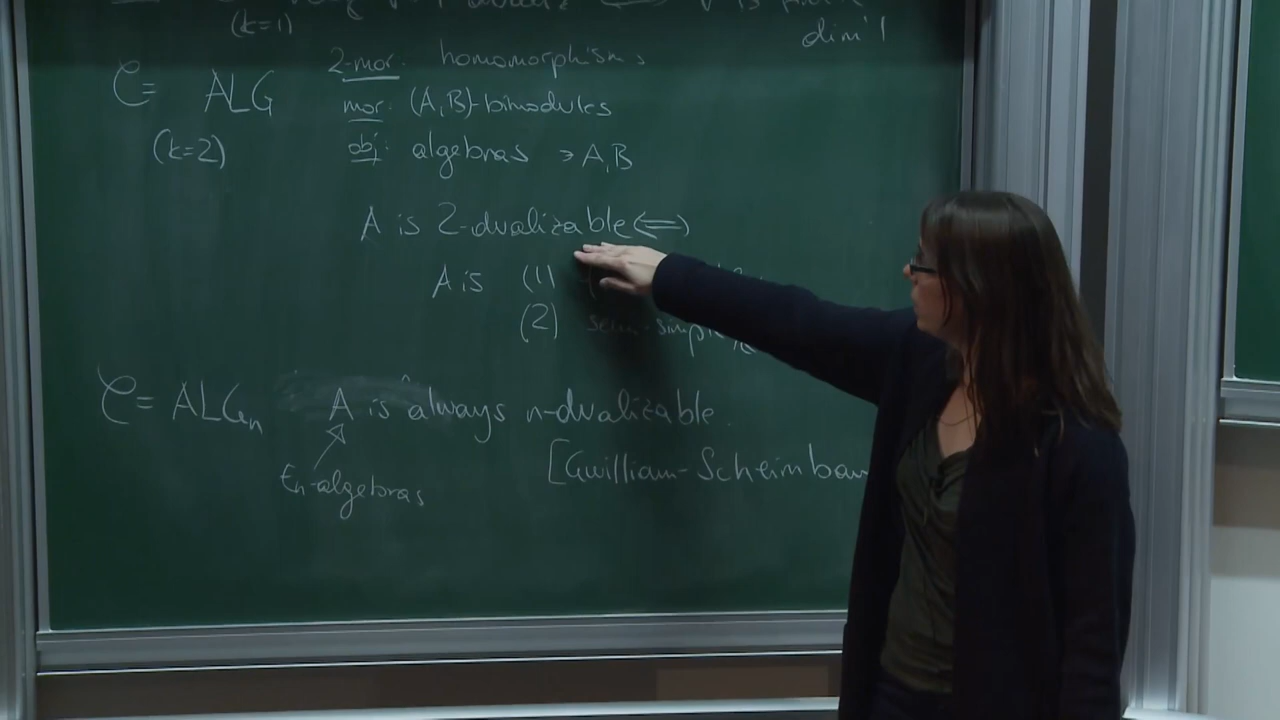 (k=1) dim'l
2-mor: homomorphisms
C = ALG mor: (A,B)-bimodules
(k=2) obj: algebras ∋ A,B
A is 2-dualizable ⟺
A is (1)
(2) semi-simple
C = ALGn A is always n-dualizable.
En-algebras [Gwilliam-Scheimbau